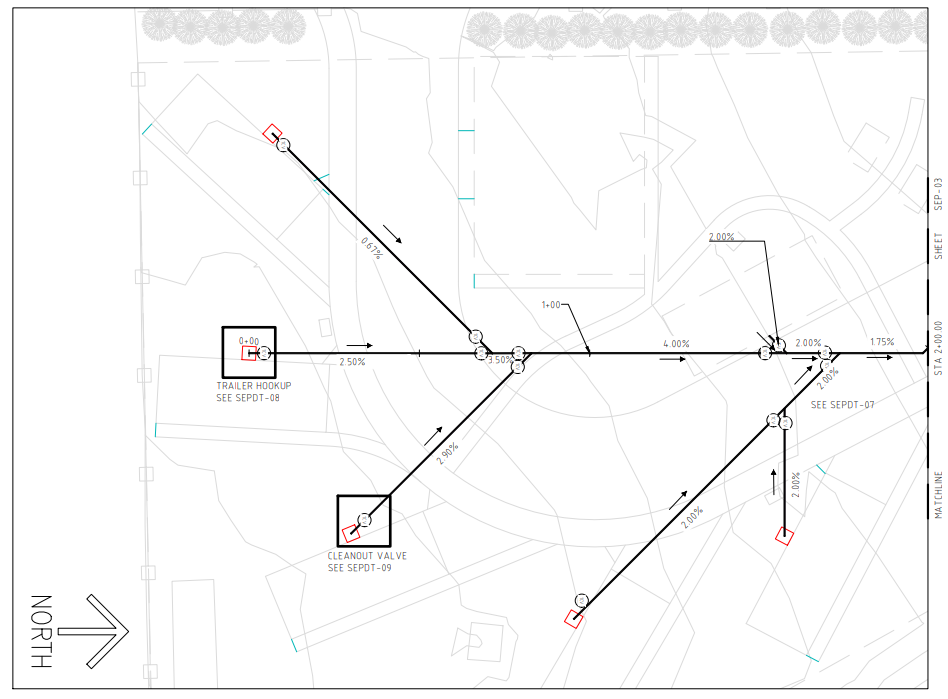 2.00%
0.67%
1+00
0+00
2.50%
3.50%
4.00%
2.00%
1.75%
TRAILER HOOKUP
SEE SEPDT-08
2.00%
SEE SEPDT-07
2.90%
2.00%
2.00%
CLEANOUT VALVE
SEE SEPDT-09
NORTH
MATCHLINE STA 2+00.00 SHEET SEP-03